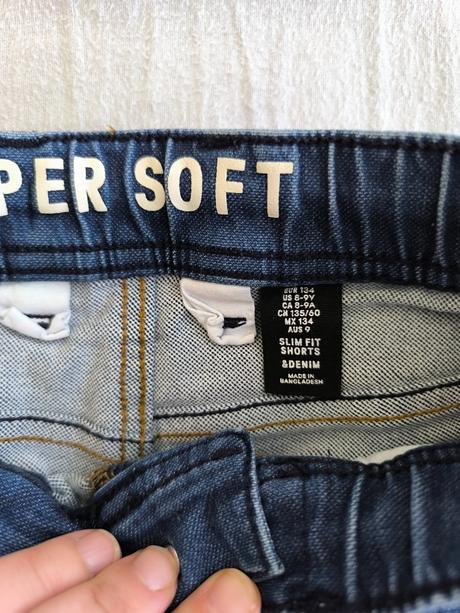 PER SOFT
EUR 134
US 8-9Y
CA 8-9A
CN 135/60
MX 134
AUS 9
SLIM FIT
SHORTS
&DENIM
MADE IN
BANGLADESH